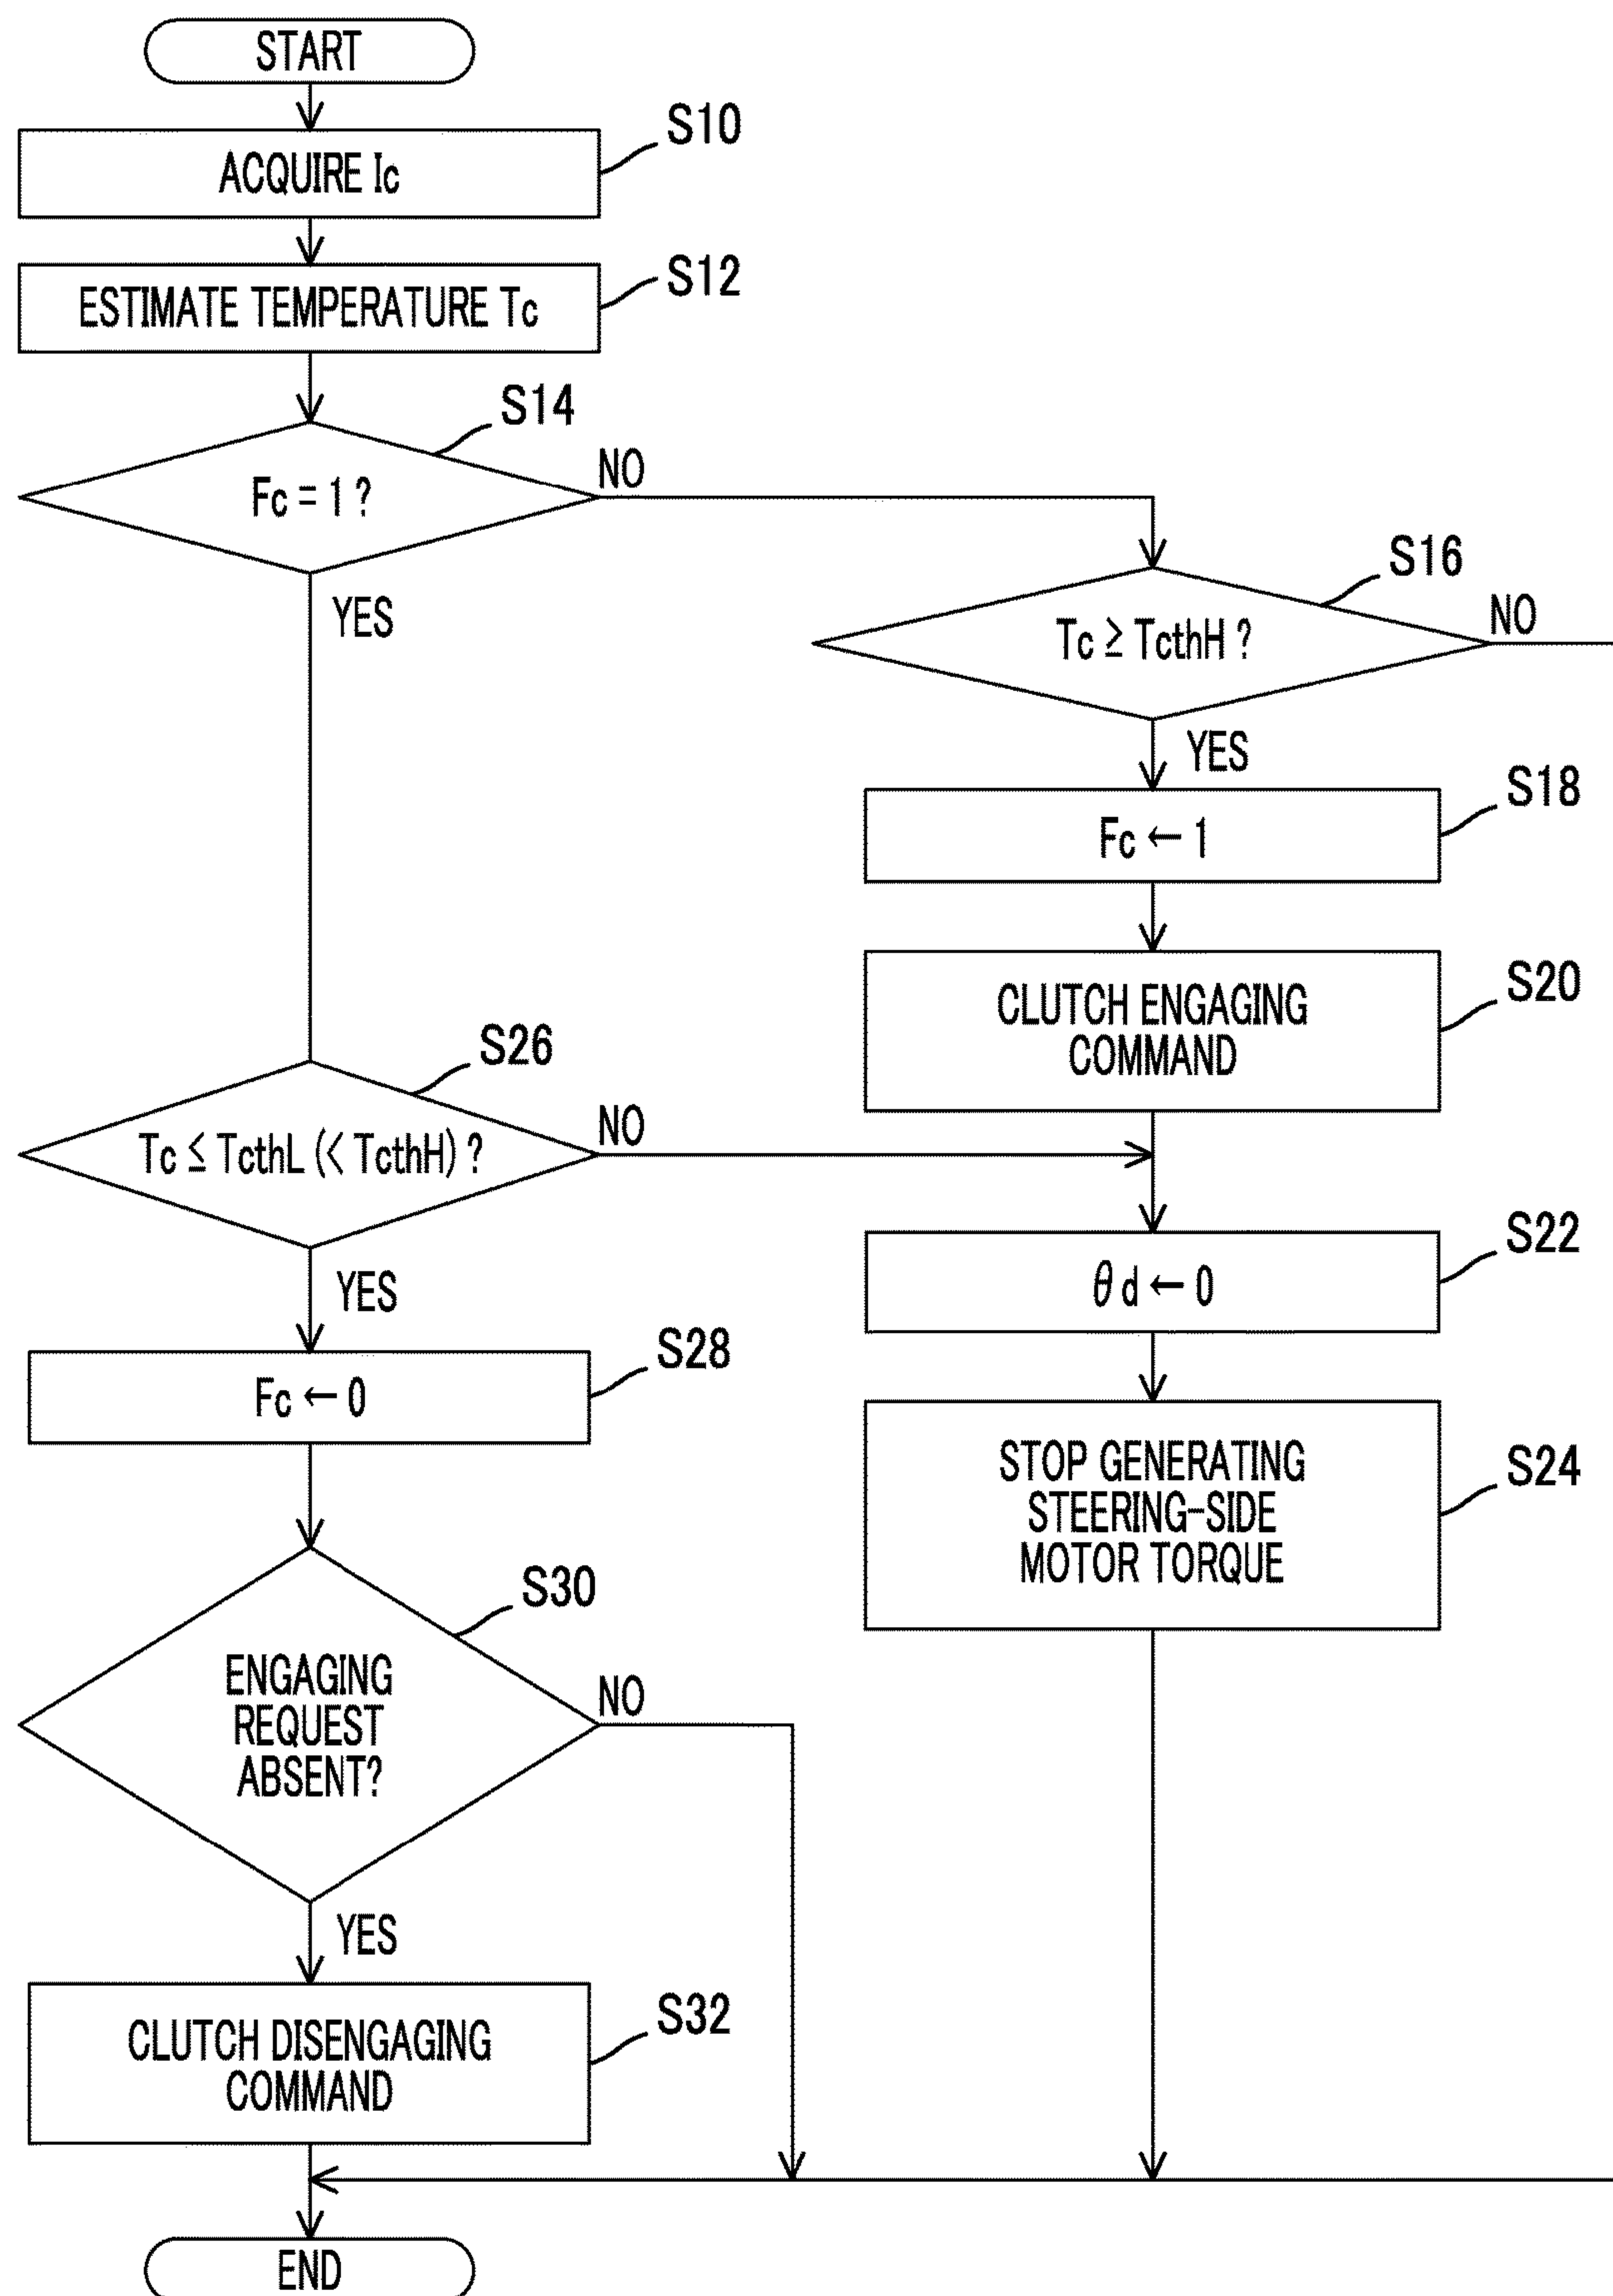 START
S10
ACQUIRE Ic
S12
ESTIMATE TEMPERATURE Tc
S14
Fc = 1 ?
NO
YES
S16
Tc ≥ TcthH ?
NO
YES
S18
Fc ← 1
S20
CLUTCH ENGAGING
COMMAND
S26
Tc ≤ TcthL (< TcthH) ?
NO
YES
S22
θd ← 0
S28
Fc ← 0
S24
STOP GENERATING
STEERING-SIDE
MOTOR TORQUE
S30
ENGAGING
REQUEST
ABSENT?
NO
YES
S32
CLUTCH DISENGAGING
COMMAND
END